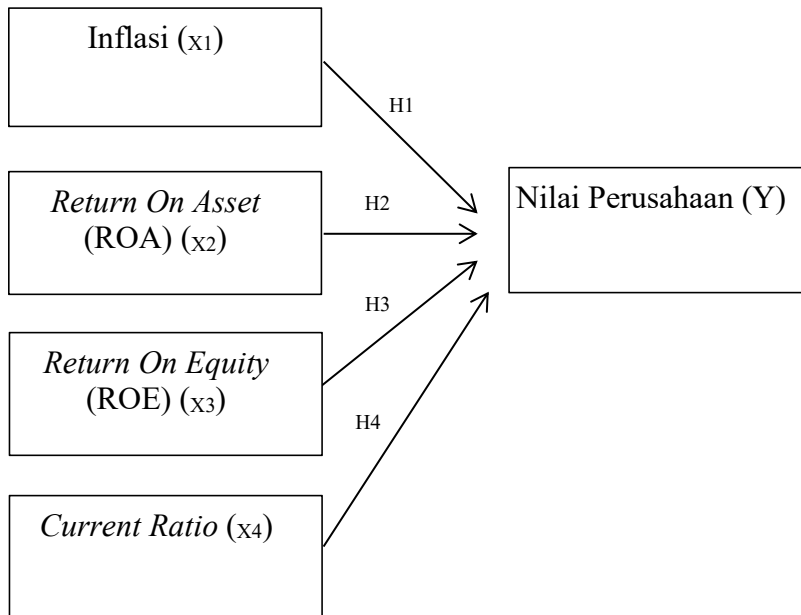 Inflasi (X1)
H1
Return On Asset
(ROA) (X2)
H2
Nilai Perusahaan (Y)
Return On Equity
(ROE) (X3)
H3
H4
Current Ratio (X4)